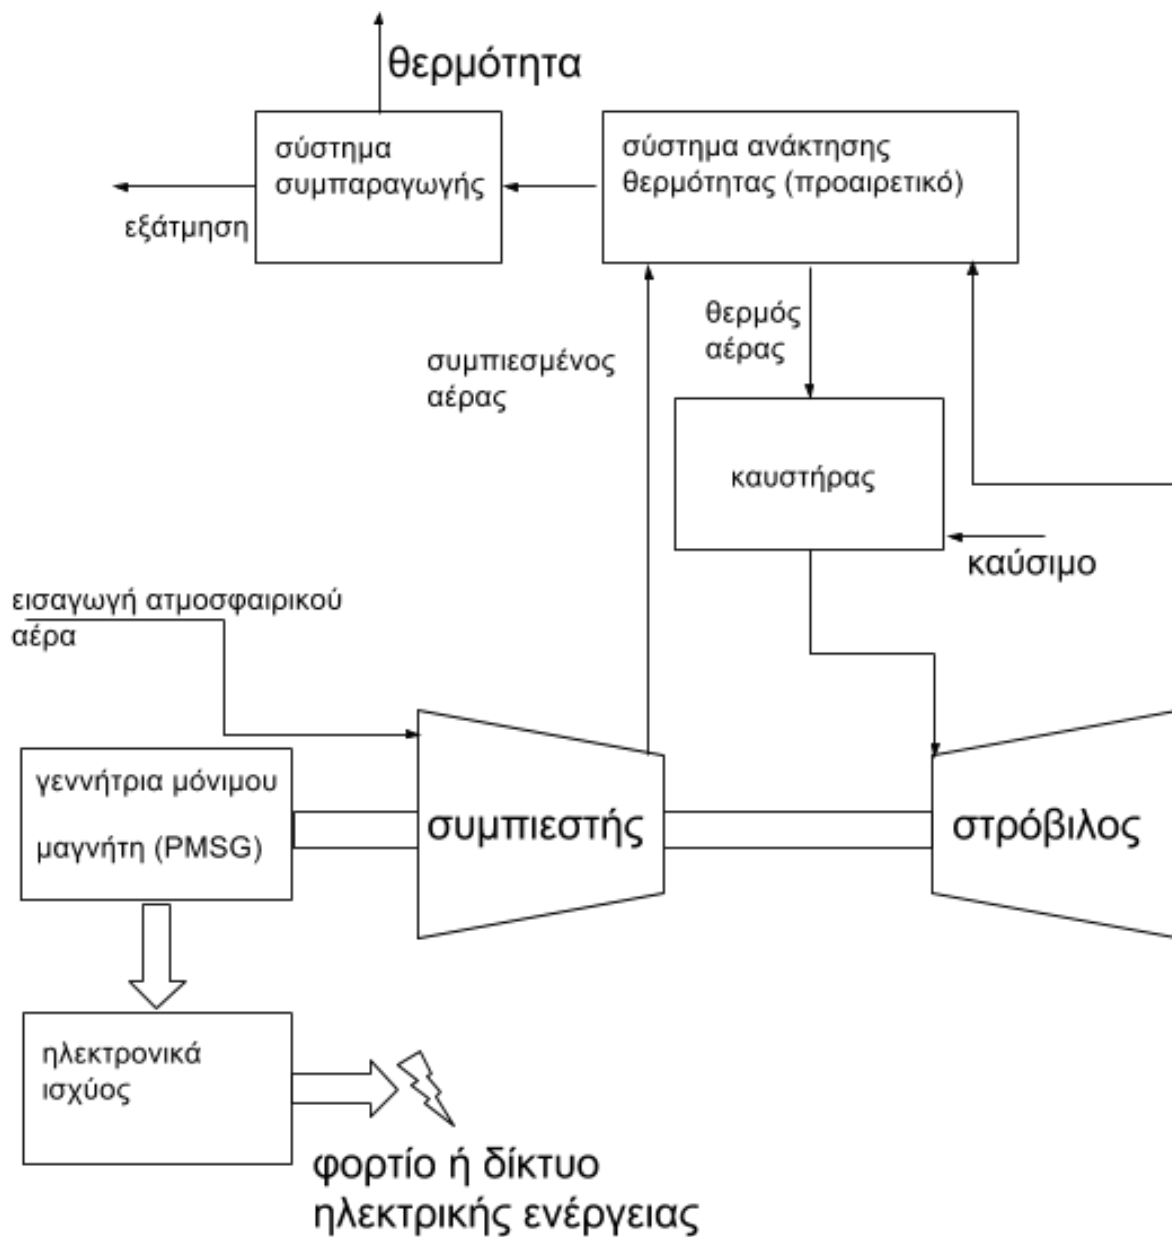 θερμότητα
σύστημα
συμπαραγωγής
σύστημα ανάκτησης
θερμότητας (προαιρετικό)
εξάτμηση
θερμός
αέρας
συμπιεσμένος
αέρας
καυστήρας
καύσιμο
εισαγωγή ατμοσφαιρικού
αέρα
γεννήτρια μόνιμου
μαγνήτη (PMSG)
συμπιεστής
στρόβιλος
ηλεκτρονικά
ισχύος
φορτίο ή δίκτυο
ηλεκτρικής ενέργειας